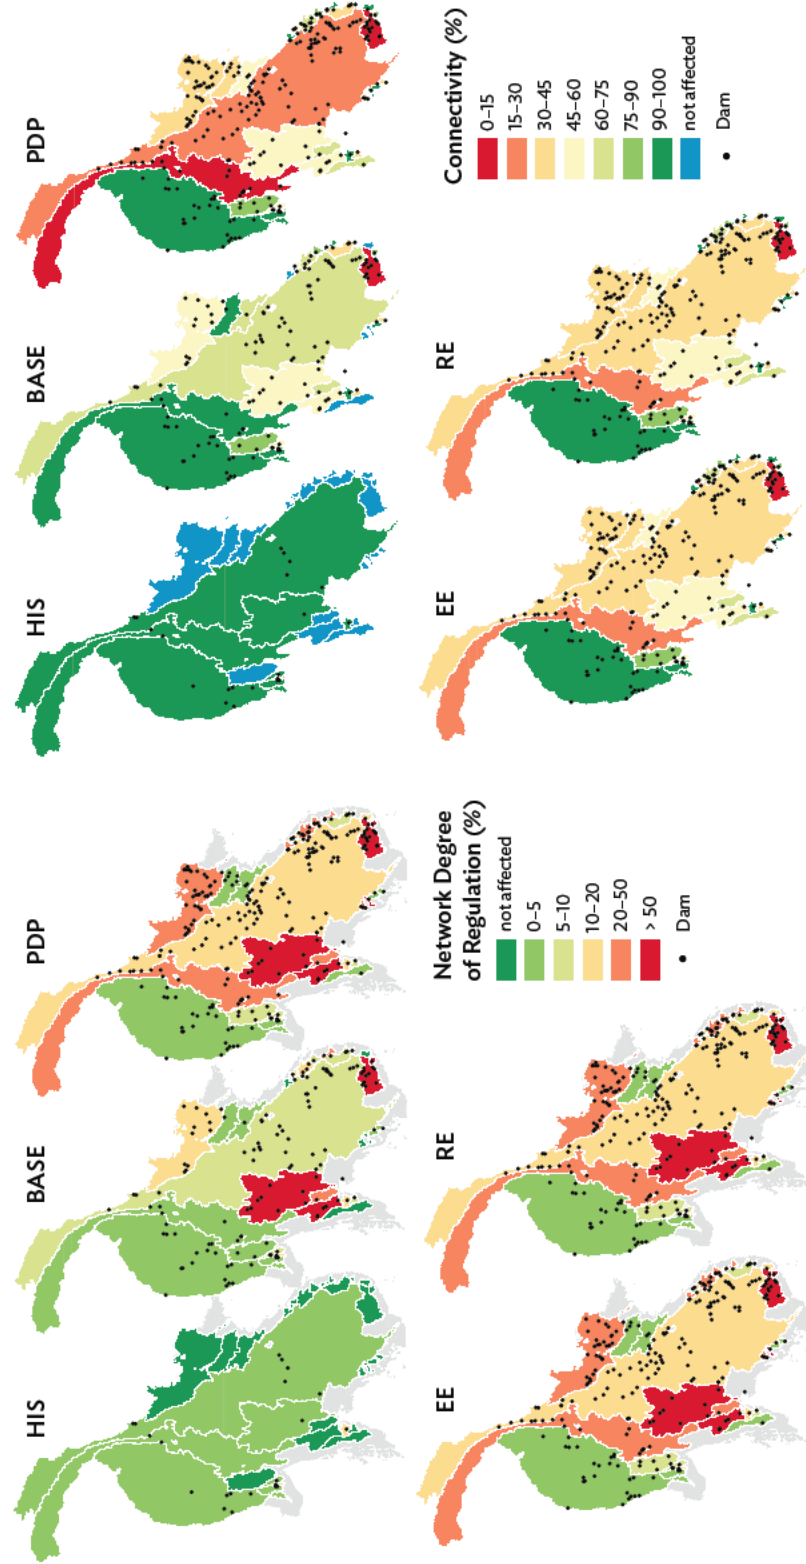 HIS
BASE
PDP
EE
RE
Network Degree
of Regulation (%)
not affected
0–5
5–10
10–20
20–50
> 50
Dam
HIS
BASE
PDP
EE
RE
Connectivity (%)
0–15
15–30
30–45
45–60
60–75
75–90
90–100
not affected
Dam